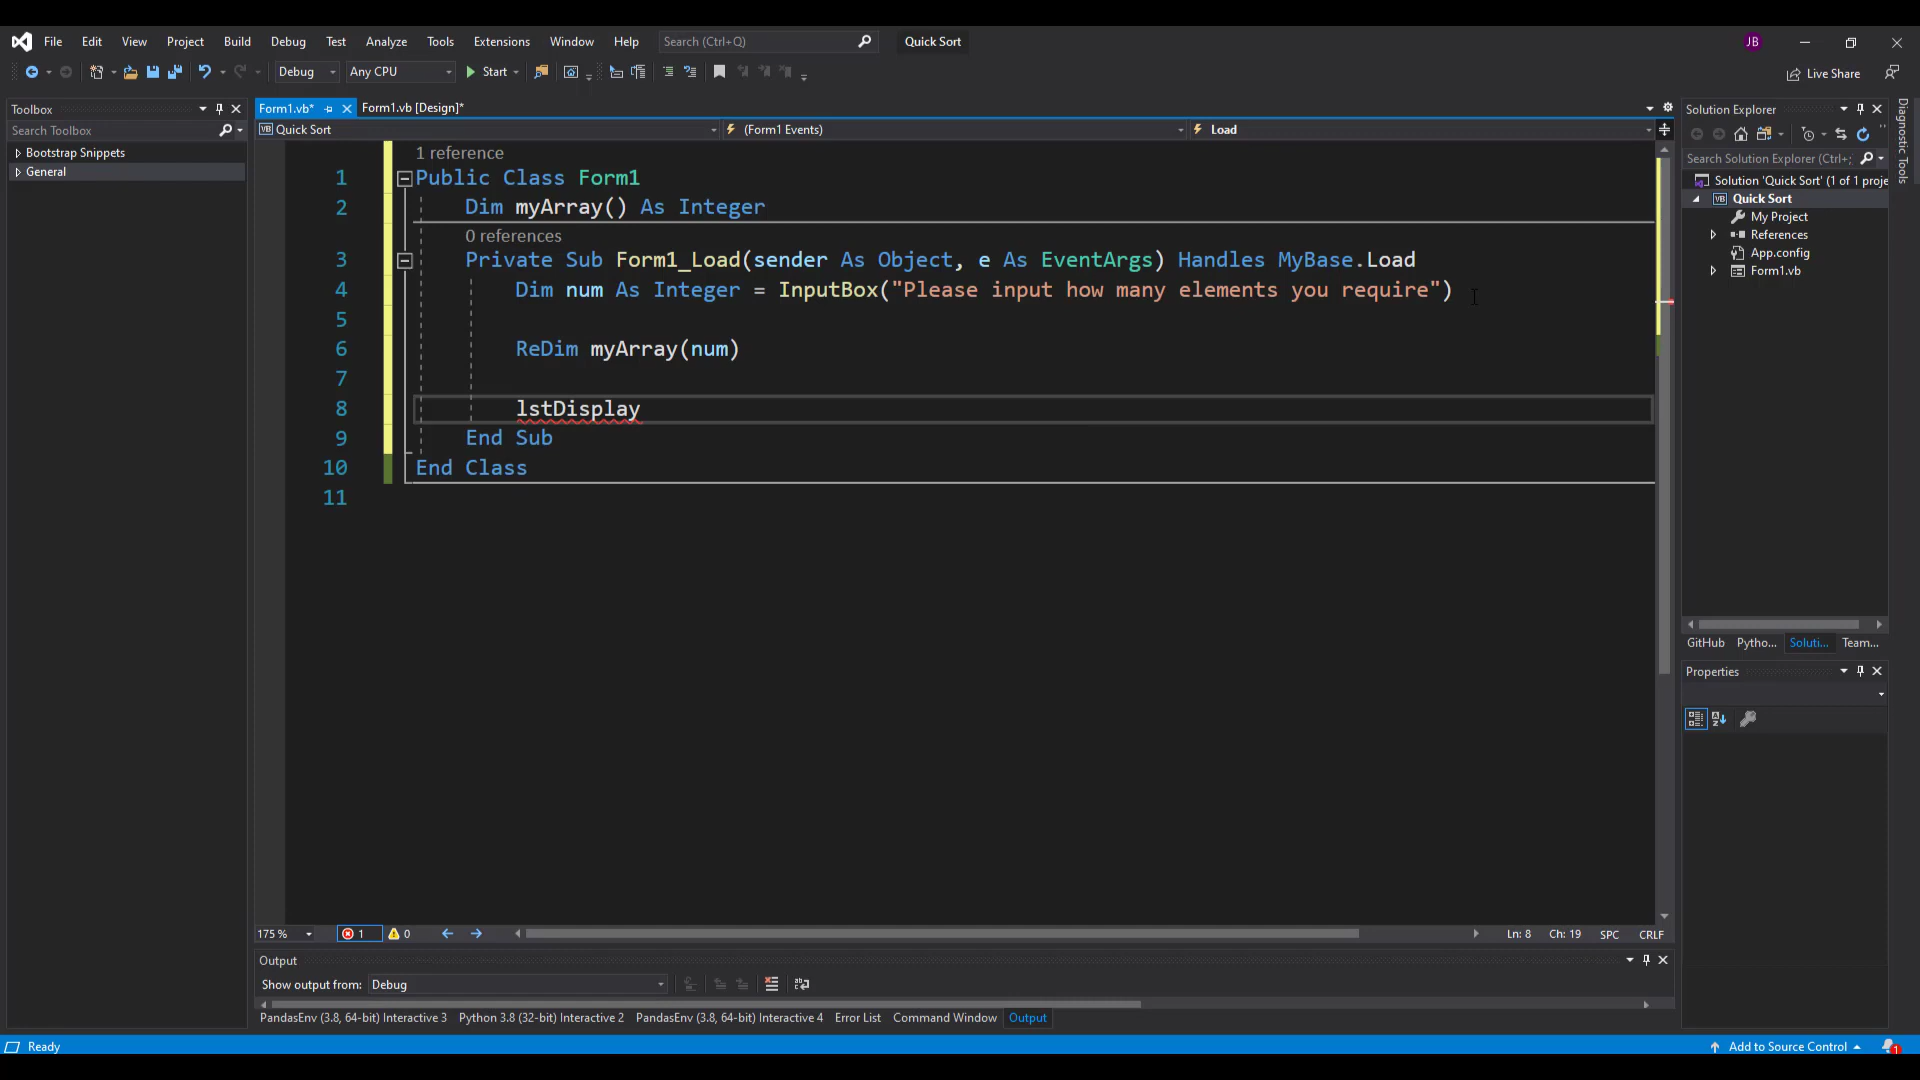 File Edit View Project Build Debug Test Analyze Tools Extensions Window Help Search (Ctrl+Q) Quick Sort JB
Debug Any CPU Start Live Share
Toolbox
Search Toolbox
Bootstrap Snippets
General
Form1.vb* Form1.vb [Design]*
VB Quick Sort (Form1 Events) Load
1 reference
1 Public Class Form1
2 Dim myArray() As Integer
0 references
3 Private Sub Form1_Load(sender As Object, e As EventArgs) Handles MyBase.Load
4 Dim num As Integer = InputBox("Please input how many elements you require")
5
6 ReDim myArray(num)
7
8 lstDisplay
9 End Sub
10 End Class
11
175 % 1 0 Ln: 8 Ch: 19 SPC CRLF
Output
Show output from: Debug
PandasEnv (3.8, 64-bit) Interactive 3 Python 3.8 (32-bit) Interactive 2 PandasEnv (3.8, 64-bit) Interactive 4 Error List Command Window Output
Solution Explorer
Search Solution Explorer (Ctrl+;
Solution 'Quick Sort' (1 of 1 proje
VB Quick Sort
My Project
References
App.config
Form1.vb
GitHub Pytho... Soluti... Team...
Properties
Diagnostic Tools
Ready Add to Source Control 1